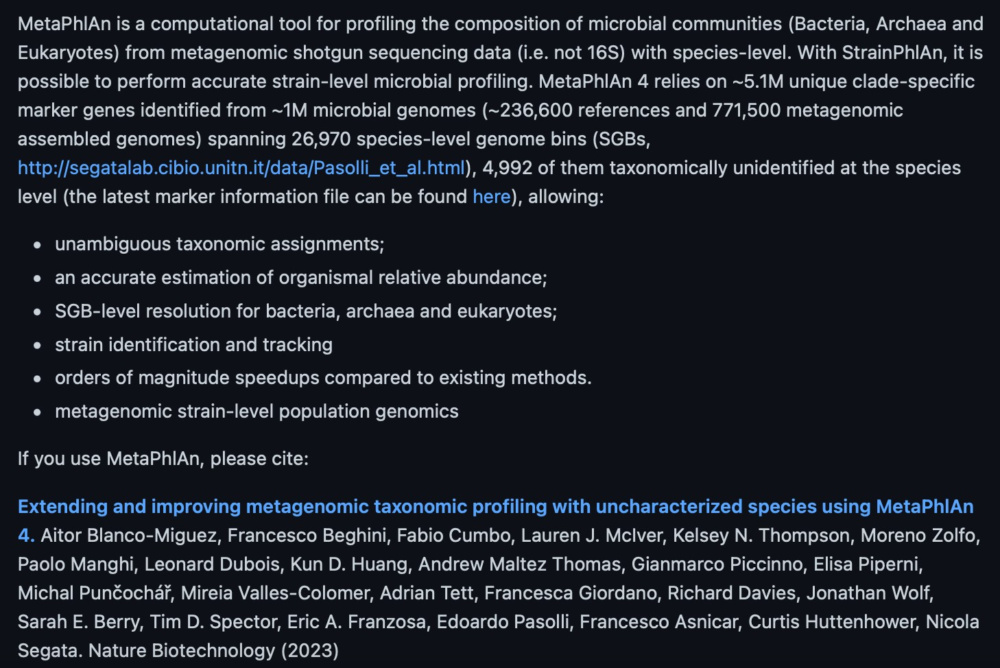 MetaPhlAn is a computational tool for profiling the composition of microbial communities (Bacteria, Archaea and
Eukaryotes) from metagenomic shotgun sequencing data (i.e. not 16S) with species-level. With StrainPhlAn, it is
possible to perform accurate strain-level microbial profiling. MetaPhlAn 4 relies on ~5.1M unique clade-specific
marker genes identified from ~1M microbial genomes (~236,600 references and 771,500 metagenomic
assembled genomes) spanning 26,970 species-level genome bins (SGBs,
http://segatalab.cibio.unitn.it/data/Pasolli_et_al.html), 4,992 of them taxonomically unidentified at the species
level (the latest marker information file can be found here), allowing:
• unambiguous taxonomic assignments;
• an accurate estimation of organismal relative abundance;
• SGB-level resolution for bacteria, archaea and eukaryotes;
• strain identification and tracking
• orders of magnitude speedups compared to existing methods.
• metagenomic strain-level population genomics
If you use MetaPhlAn, please cite:
Extending and improving metagenomic taxonomic profiling with uncharacterized species using MetaPhlAn
4. Aitor Blanco-Miguez, Francesco Beghini, Fabio Cumbo, Lauren J. McIver, Kelsey N. Thompson, Moreno Zolfo,
Paolo Manghi, Leonard Dubois, Kun D. Huang, Andrew Maltez Thomas, Gianmarco Piccinno, Elisa Piperni,
Michal Punčochář, Mireia Valles-Colomer, Adrian Tett, Francesca Giordano, Richard Davies, Jonathan Wolf,
Sarah E. Berry, Tim D. Spector, Eric A. Franzosa, Edoardo Pasolli, Francesco Asnicar, Curtis Huttenhower, Nicola
Segata. Nature Biotechnology (2023)